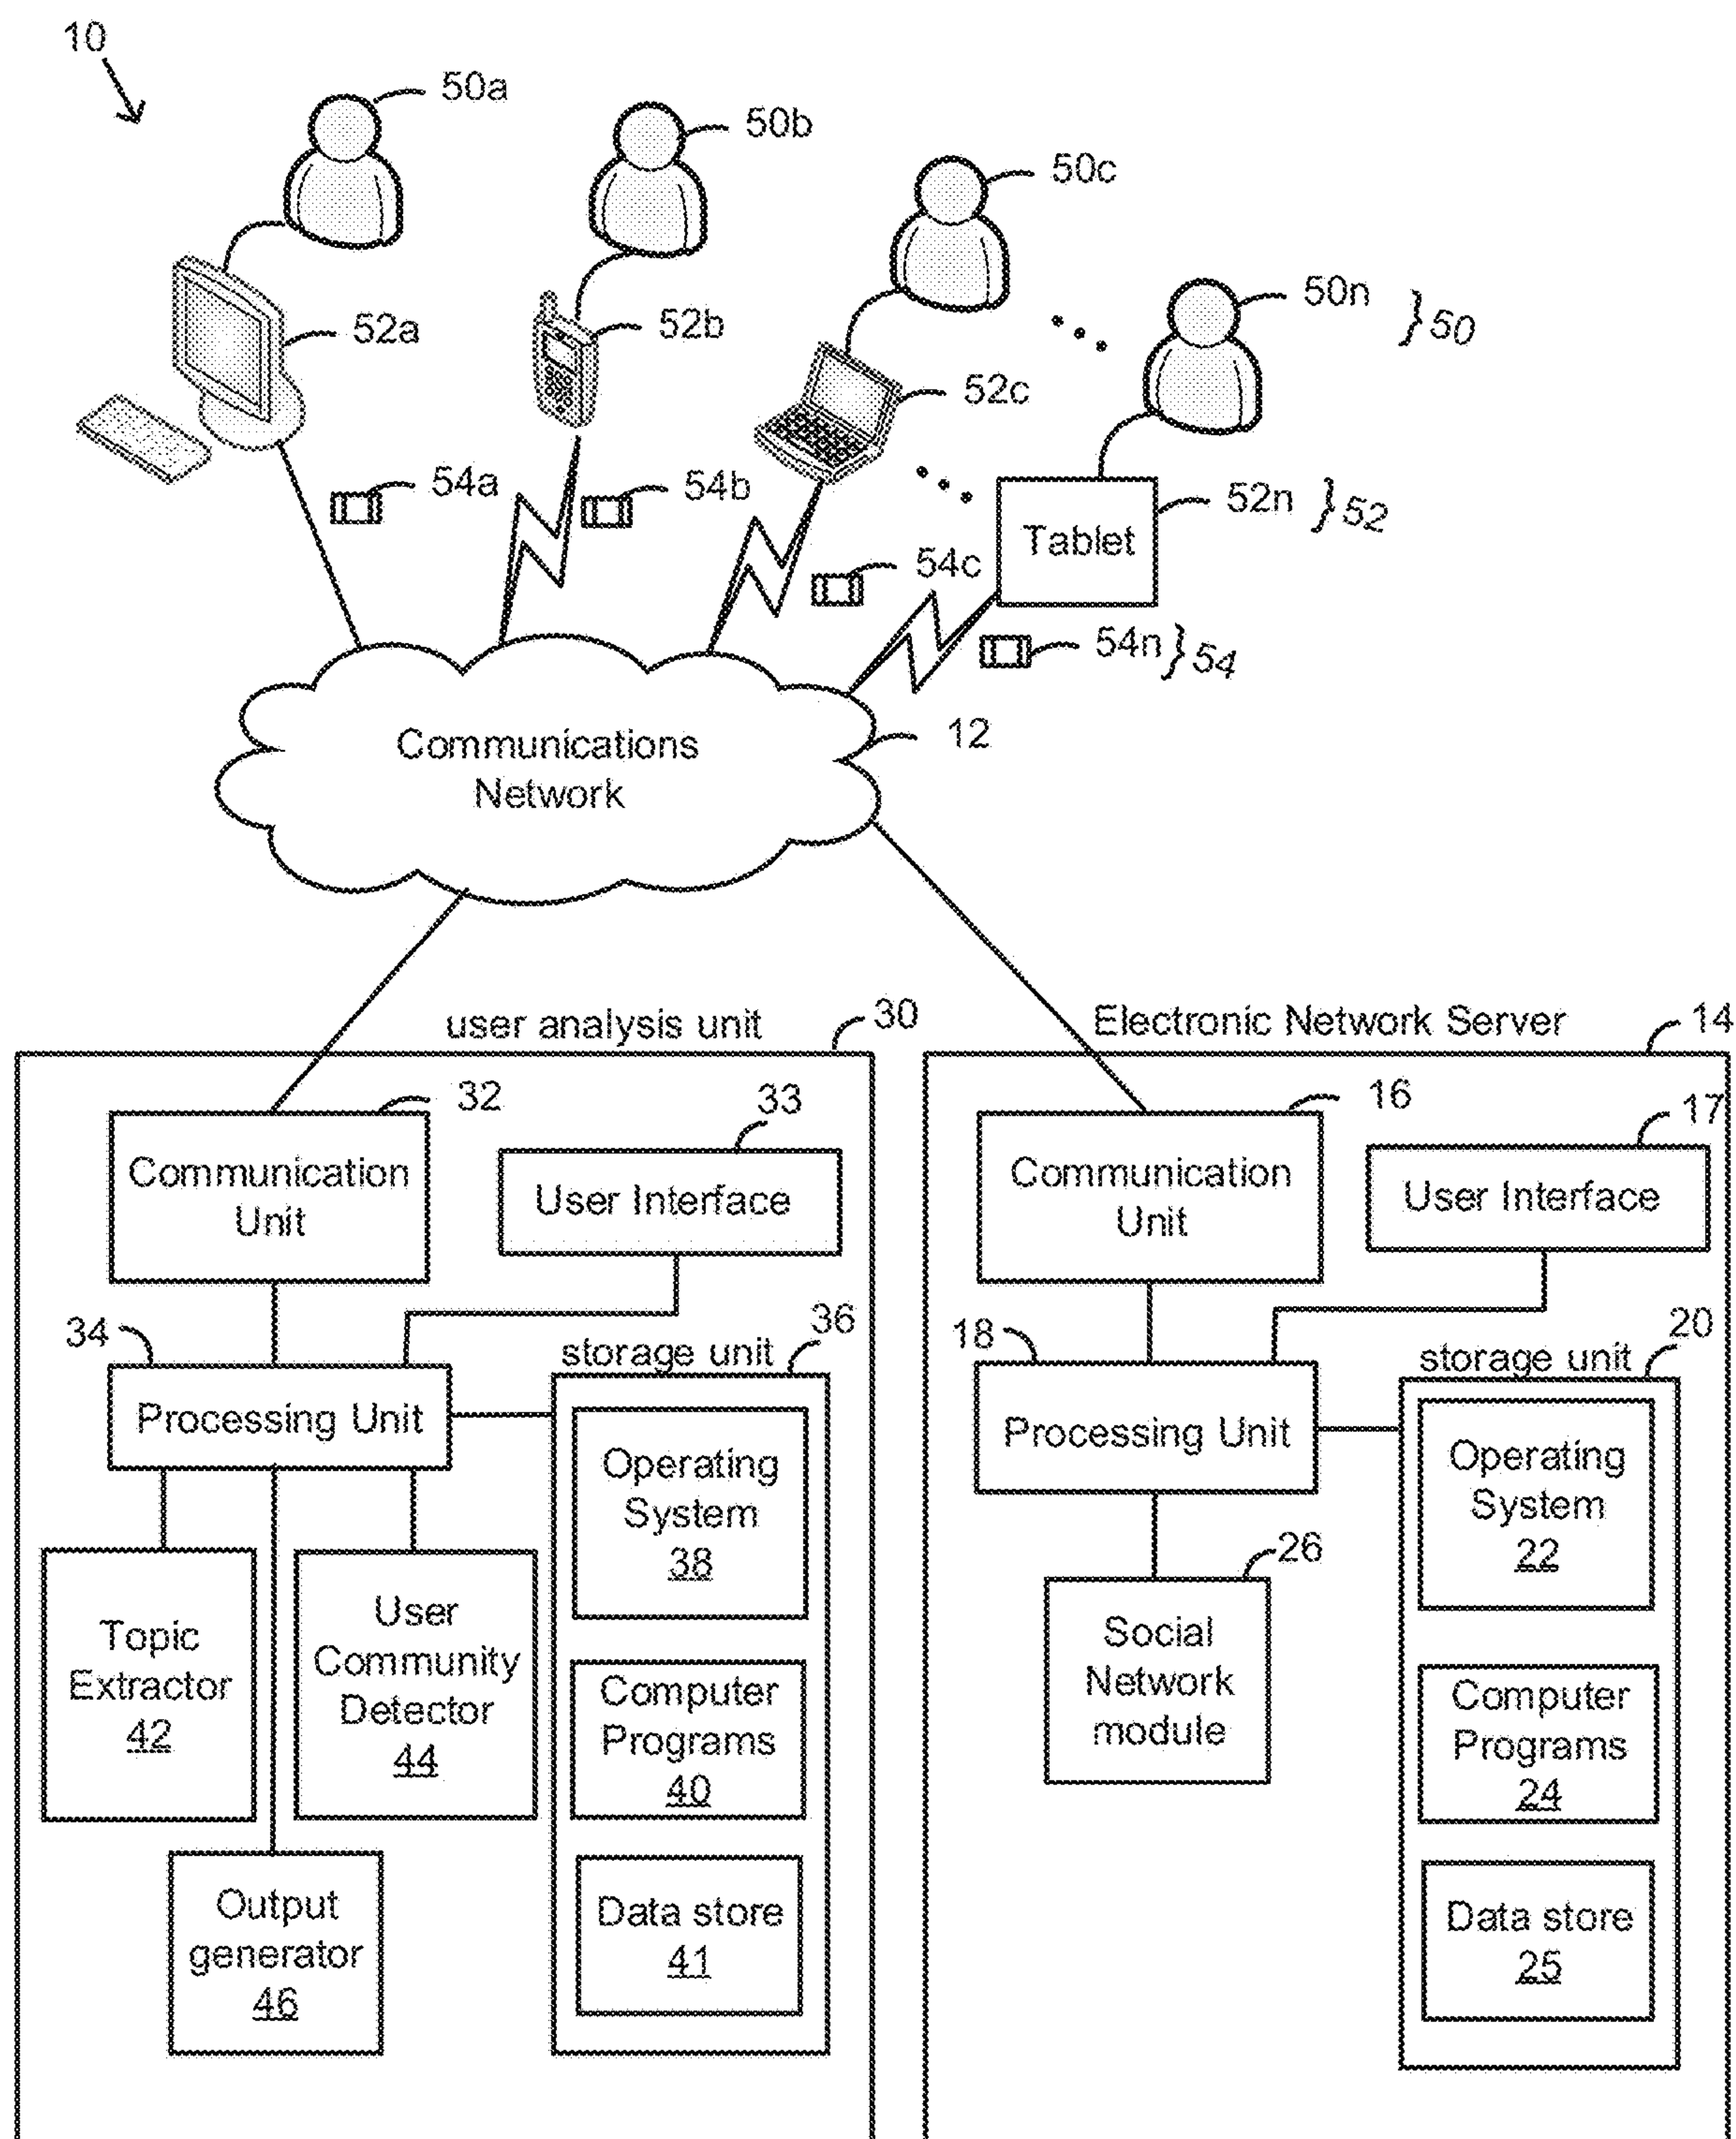 10
50a
50b
50c
50n
}50
52a
52b
52c
52n
}52
Tablet
54a
54b
54c
54n
}54
Communications
Network
12
user analysis unit
30
32
Communication
Unit
33
User Interface
34
Processing Unit
storage unit
36
Operating
System
38
Computer
Programs
40
Data store
41
Topic
Extractor
42
User
Community
Detector
44
Output
generator
46
Electronic Network Server
14
16
Communication
Unit
17
User Interface
18
Processing Unit
storage unit
20
Operating
System
22
Computer
Programs
24
Data store
25
26
Social
Network
module